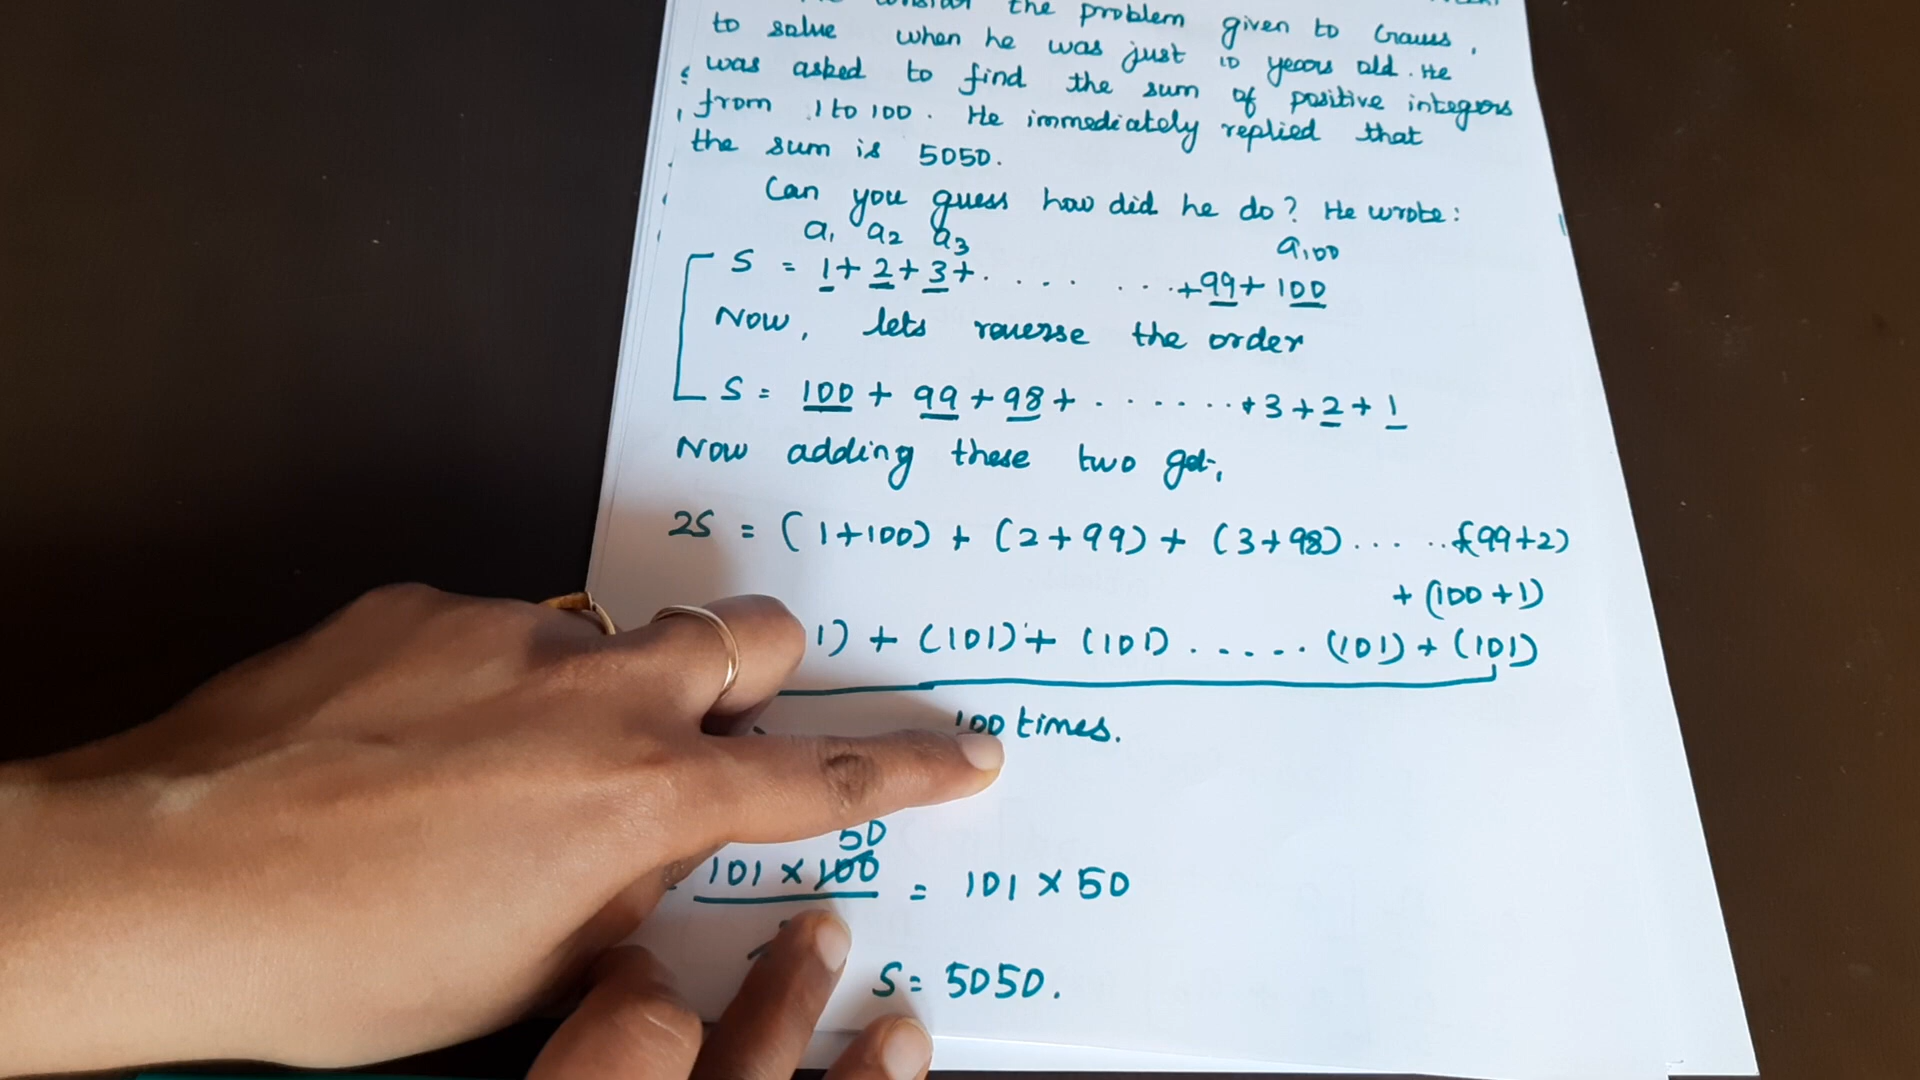 the problem given to Gauss,
to solve when he was just 10 years old. He
was asked to find the sum of positive integers
from 1 to 100. He immediately replied that
the sum is 5050.
Can you guess how did he do? He wrote:
a1 a2 a3 a100
S = 1+ 2+ 3+. . . . . . .+99+ 100
Now, lets reverse the order
S = 100 + 99 + 98 + . . . . . . . +3 + 2 + 1
Now adding these two get,
2S = (1+100) + (2+99) + (3+98) . . . . . .+(99+2)
+ (100 +1)
1) + (101) + (101) . . . . . (101) + (101)
100 times.
50
101 × 100 = 101 × 50
S = 5050.